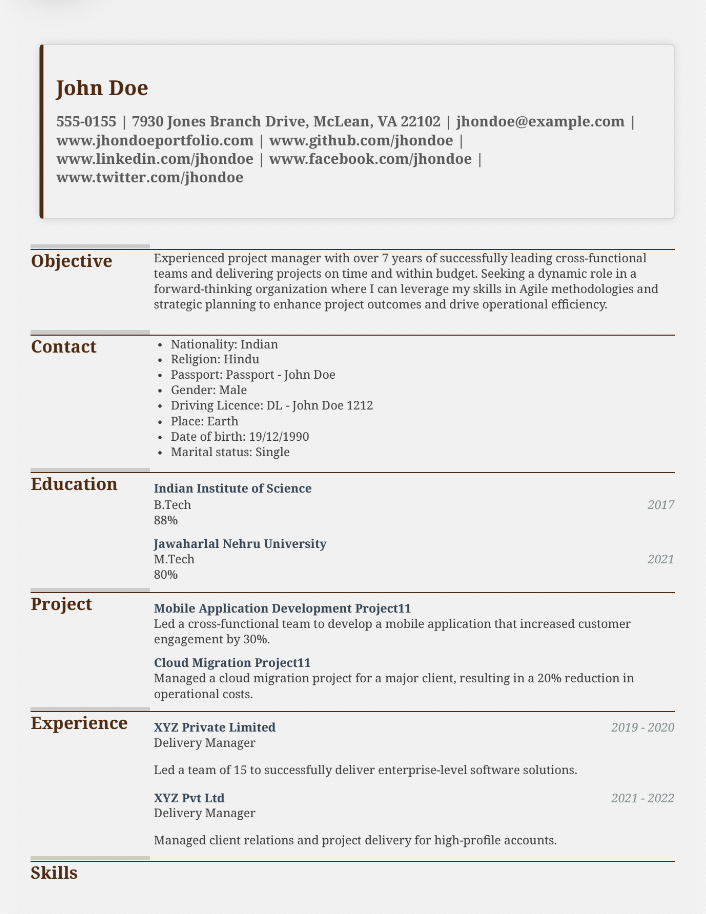 John Doe
555-0155 | 7930 Jones Branch Drive, McLean, VA 22102 | jhondoe@example.com |
www.jhondoeportfolio.com | www.github.com/jhondoe |
www.linkedin.com/jhondoe | www.facebook.com/jhondoe |
www.twitter.com/jhondoe
Objective
Experienced project manager with over 7 years of successfully leading cross-functional
teams and delivering projects on time and within budget. Seeking a dynamic role in a
forward-thinking organization where I can leverage my skills in Agile methodologies and
strategic planning to enhance project outcomes and drive operational efficiency.
Contact
• Nationality: Indian
• Religion: Hindu
• Passport: Passport - John Doe
• Gender: Male
• Driving Licence: DL - John Doe 1212
• Place: Earth
• Date of birth: 19/12/1990
• Marital status: Single
Education
Indian Institute of Science
B.Tech 2017
88%
Jawaharlal Nehru University
M.Tech 2021
80%
Project
Mobile Application Development Project11
Led a cross-functional team to develop a mobile application that increased customer
engagement by 30%.
Cloud Migration Project11
Managed a cloud migration project for a major client, resulting in a 20% reduction in
operational costs.
Experience
XYZ Private Limited 2019 - 2020
Delivery Manager
Led a team of 15 to successfully deliver enterprise-level software solutions.
XYZ Pvt Ltd 2021 - 2022
Delivery Manager
Managed client relations and project delivery for high-profile accounts.
Skills